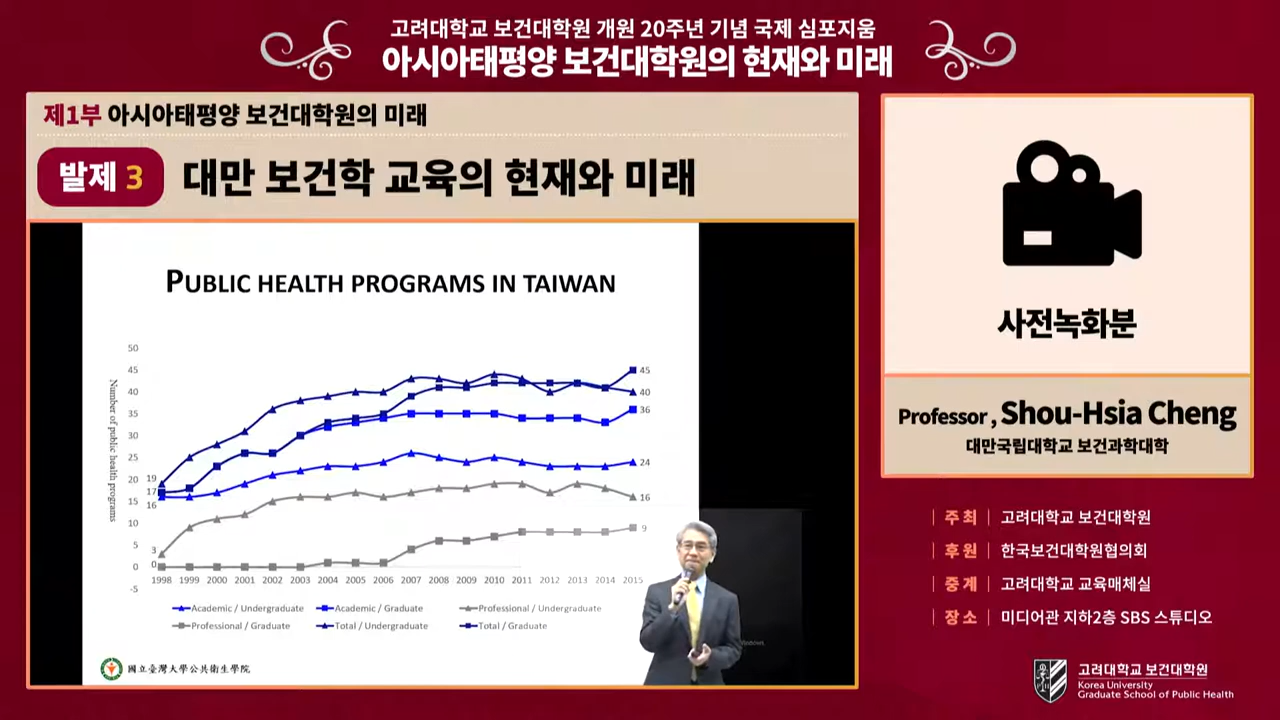 고려대학교 보건대학원 개원 20주년 기념 국제 심포지움
아시아태평양 보건대학원의 현재와 미래
제1부 아시아태평양 보건대학원의 미래
발제 3 대만 보건학 교육의 현재와 미래
PUBLIC HEALTH PROGRAMS IN TAIWAN
Number of public health programs
50
45
40
35
30
25
20
15
10
5
0
-5
19
17
16
3
0
45
40
36
24
16
9
1998 1999 2000 2001 2002 2003 2004 2005 2006 2007 2008 2009 2010 2011 2012 2013 2014 2015
Academic / Undergraduate Academic / Graduate Professional / Undergraduate
Professional / Graduate Total / Undergraduate Total / Graduate
國立臺灣大學公共衛生學院
사전녹화분
Professor , Shou-Hsia Cheng
대만국립대학교 보건과학대학
주최 고려대학교 보건대학원
후원 한국보건대학원협의회
중계 고려대학교 교육매체실
장소 미디어관 지하2층 SBS 스튜디오
고려대학교 보건대학원
Korea University
Graduate School of Public Health